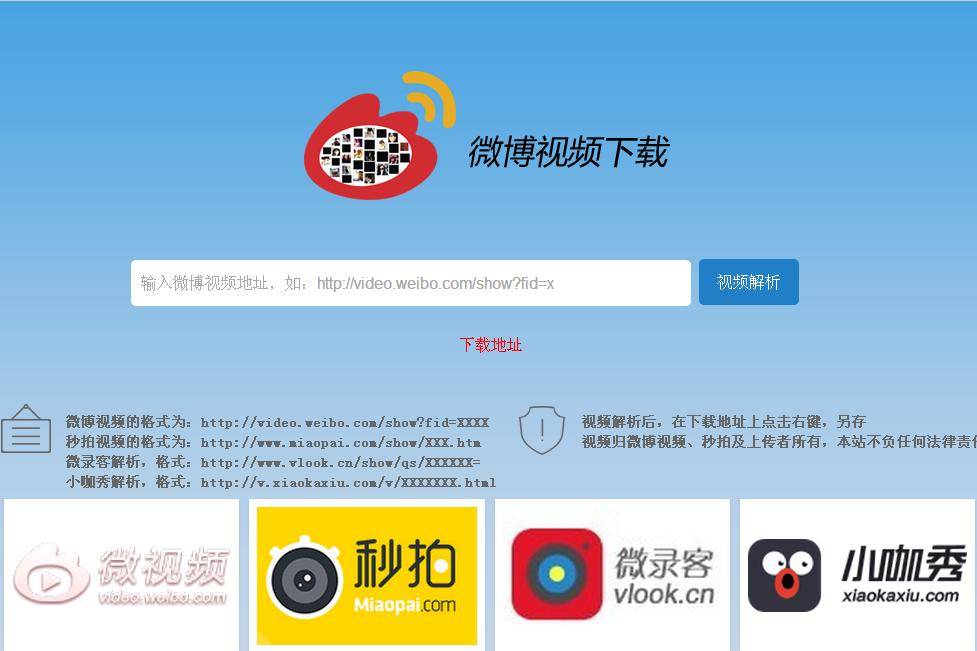 微博视频下载
输入微博视频地址，如：http://video.weibo.com/show?fid=x
视频解析
下载地址
微博视频的格式为：http://video.weibo.com/show?fid=XXXX
秒拍视频的格式为：http://www.miaopai.com/show/XXX.htm
微录客解析，格式：http://www.vlook.cn/show/qs/XXXXXX=
小咖秀解析，格式：http://v.xiaokaxiu.com/v/XXXXXXX.html
视频解析后，在下载地址上点击右键，另存
视频归微博视频、秒拍及上传者所有，本站不负任何法律责
微视频
video.weibo.com
秒拍
Miaopai.com
微录客
vlook.cn
小咖秀
xiaokaxiu.com